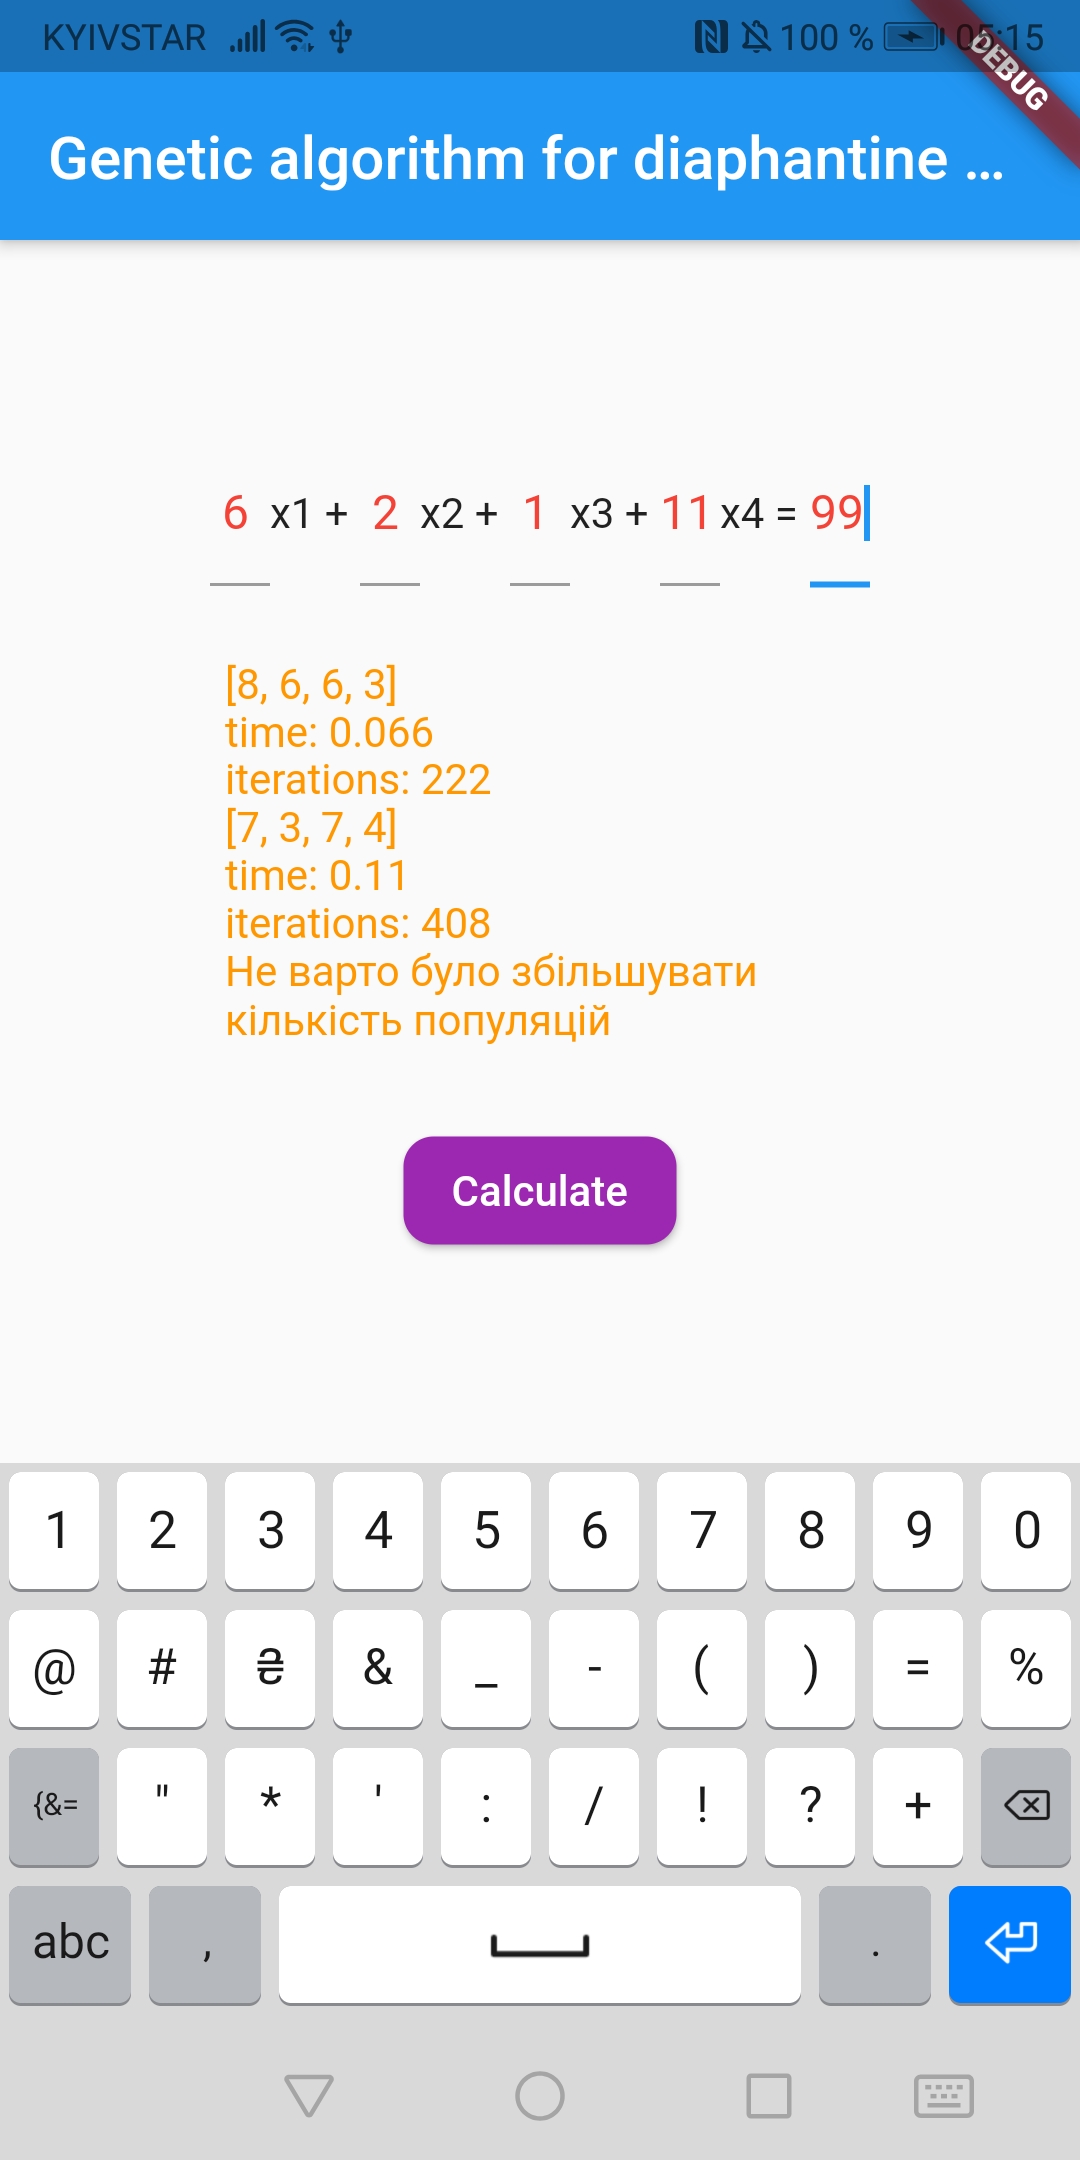 KYIVSTAR 100 % 05:15
DEBUG
Genetic algorithm for diaphantine ...
6 x1 + 2 x2 + 1 x3 + 11 x4 = 99
[8, 6, 6, 3]
time: 0.066
iterations: 222
[7, 3, 7, 4]
time: 0.11
iterations: 408
Не варто було збільшувати
кількість популяцій
Calculate
1 2 3 4 5 6 7 8 9 0
@ # ₴ & _ - ( ) = %
{&= " * ' : / ! ? +
abc , .